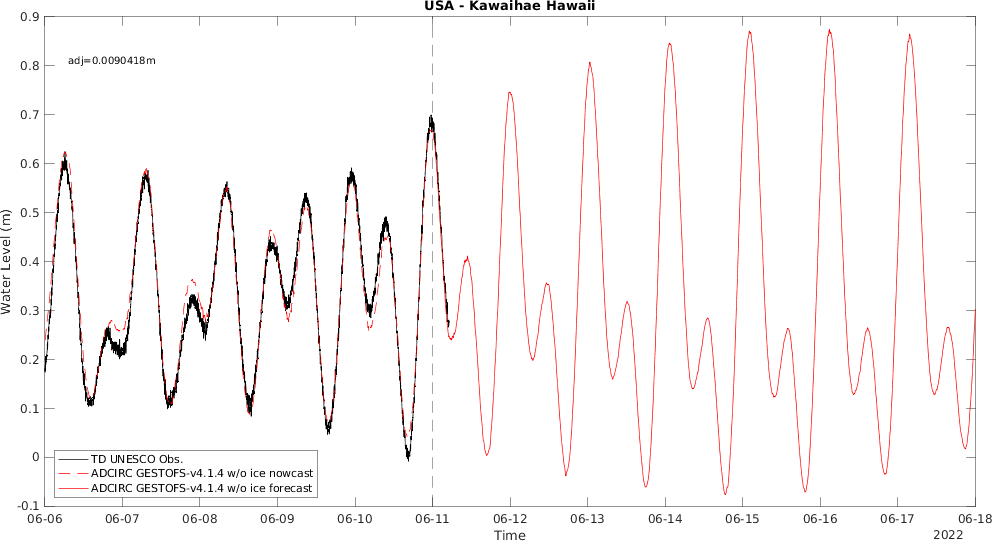 USA - Kawaihae Hawaii
0.9
0.8
0.7
0.6
0.5
0.4
0.3
0.2
0.1
0
-0.1
Water Level (m)
adj=0.0090418m
TD UNESCO Obs.
ADCIRC GESTOFS-v4.1.4 w/o ice nowcast
ADCIRC GESTOFS-v4.1.4 w/o ice forecast
06-06 06-07 06-08 06-09 06-10 06-11 06-12 06-13 06-14 06-15 06-16 06-17 06-18
Time
2022